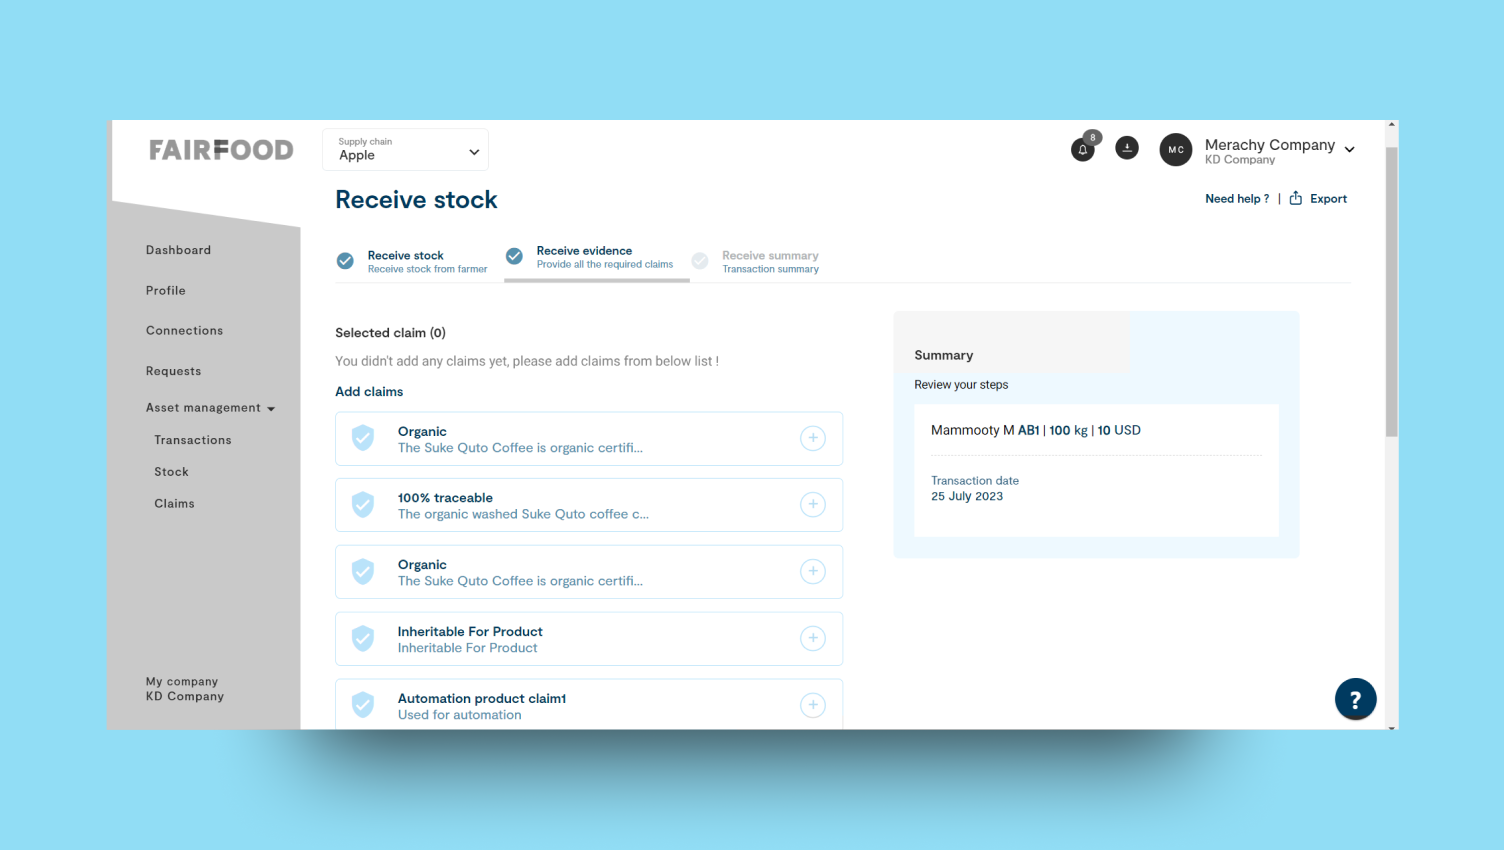 FAIRFOOD
Supply chain
Apple
8
MC
Merachy Company
KD Company
Receive stock
Need help ? | Export
Dashboard
Profile
Connections
Requests
Asset management
Transactions
Stock
Claims
My company
KD Company
Receive stock
Receive stock from farmer
Receive evidence
Provide all the required claims
Receive summary
Transaction summary
Selected claim (0)
You didn't add any claims yet, please add claims from below list !
Add claims
Organic
The Suke Quto Coffee is organic certifi...
100% traceable
The organic washed Suke Quto coffee c...
Organic
The Suke Quto Coffee is organic certifi...
Inheritable For Product
Inheritable For Product
Automation product claim1
Used for automation
Summary
Review your steps
Mammooty M AB1 | 100 kg | 10 USD
Transaction date
25 July 2023
?